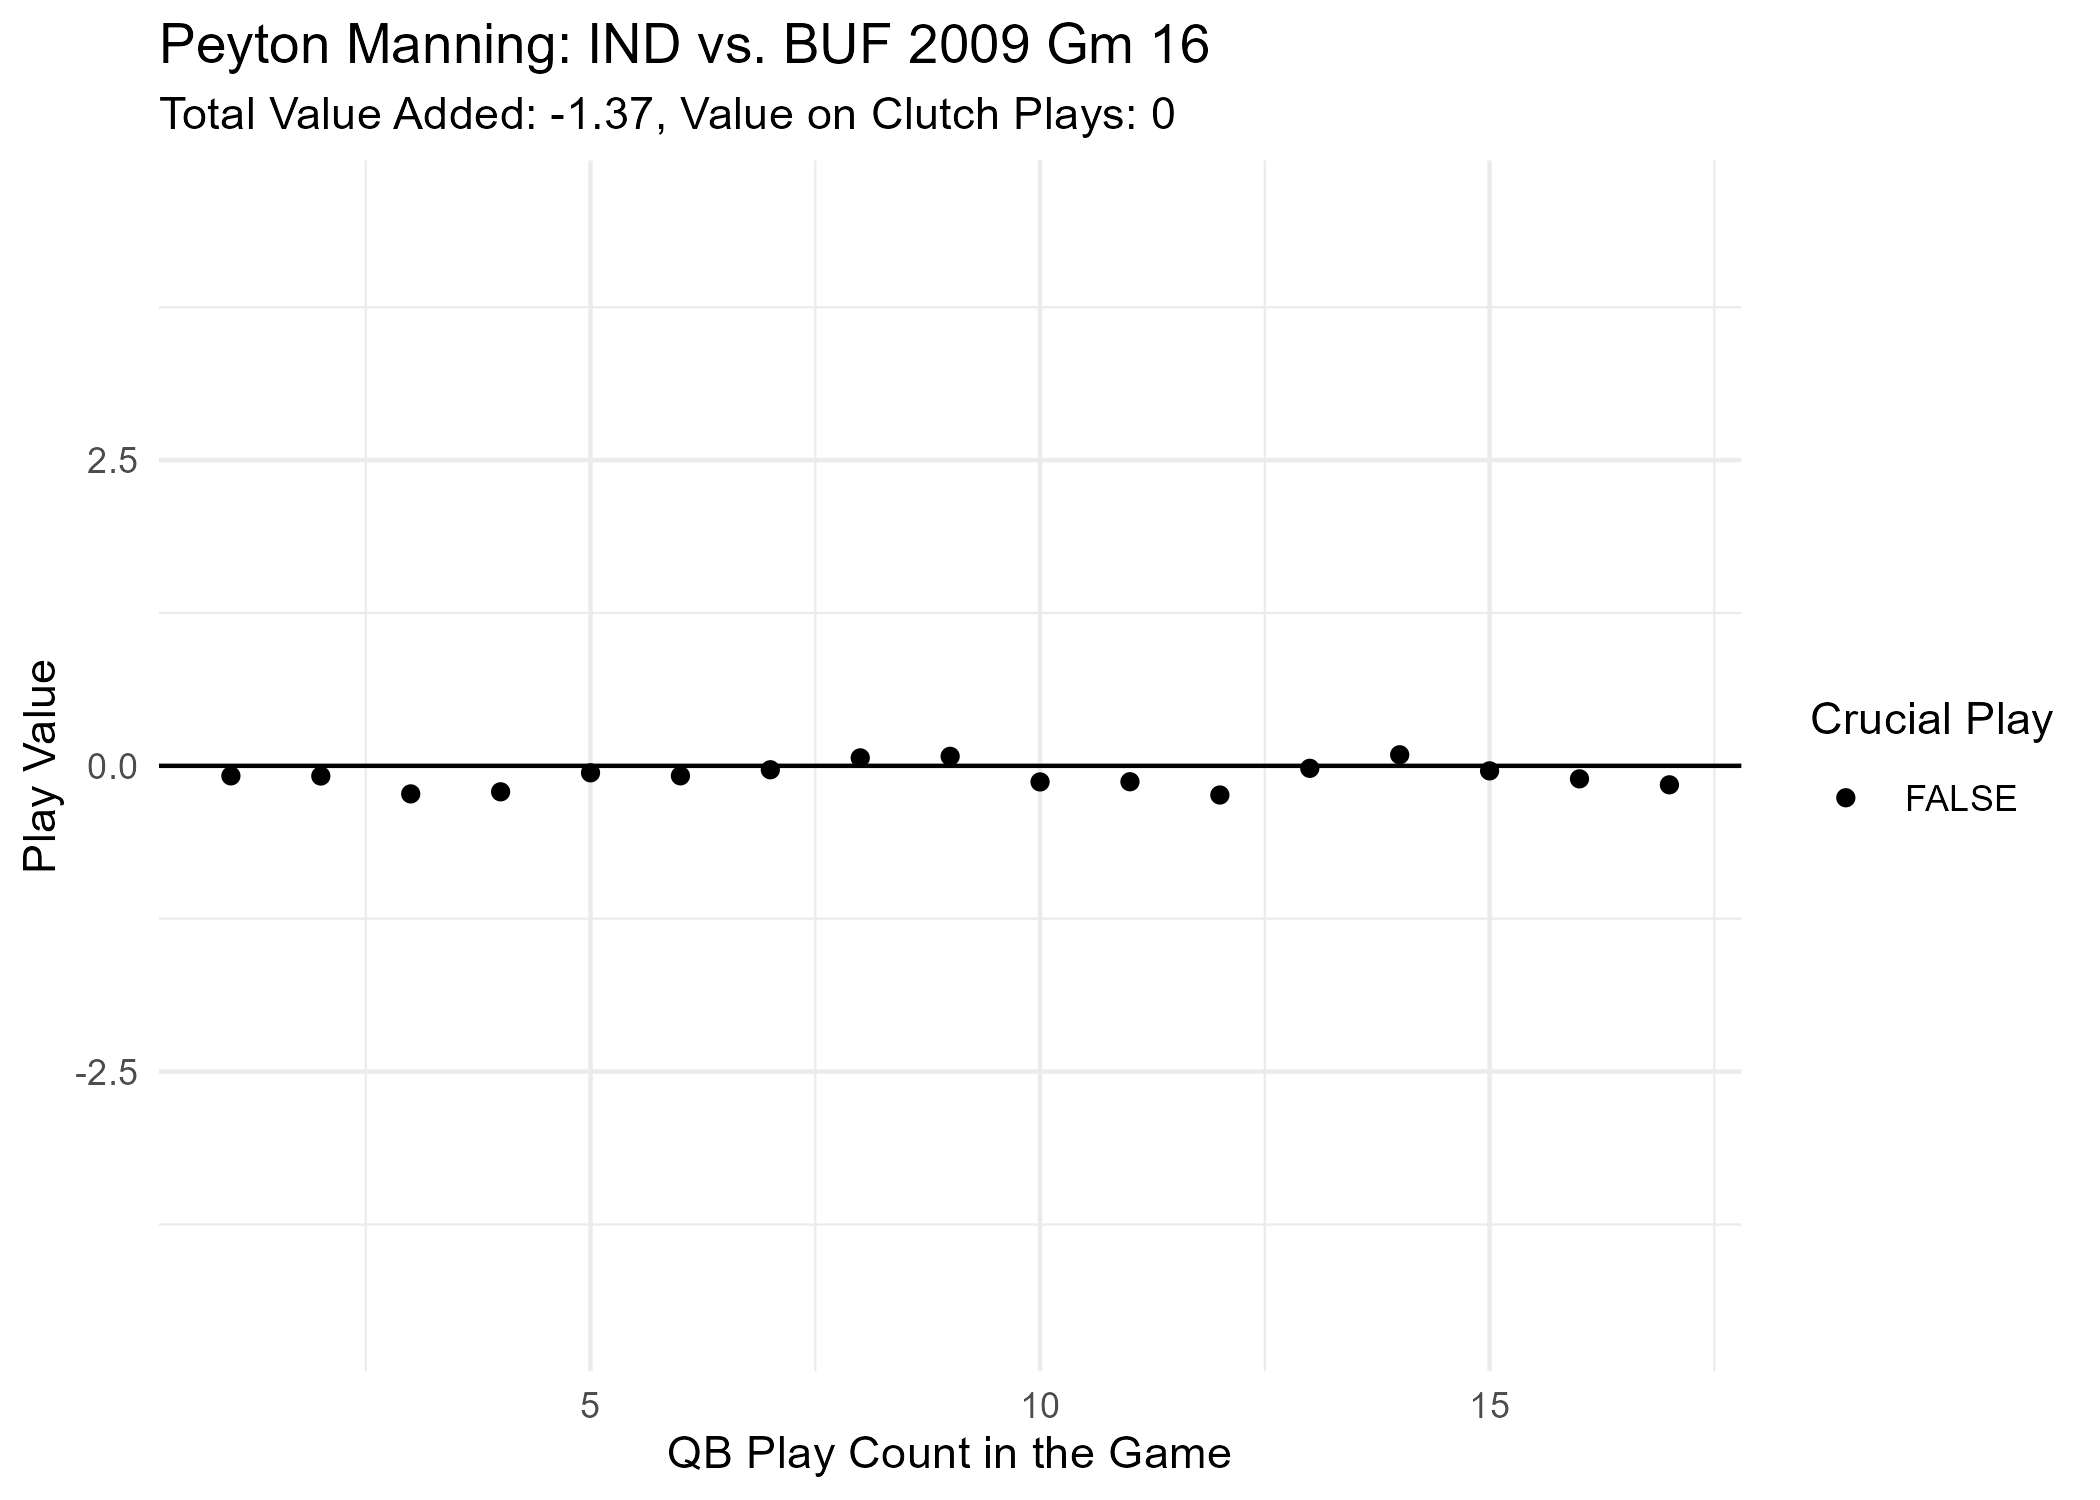 Peyton Manning: IND vs. BUF 2009 Gm 16
Total Value Added: -1.37, Value on Clutch Plays: 0
Play Value
2.5
0.0
-2.5
5
10
15
QB Play Count in the Game
Crucial Play
FALSE